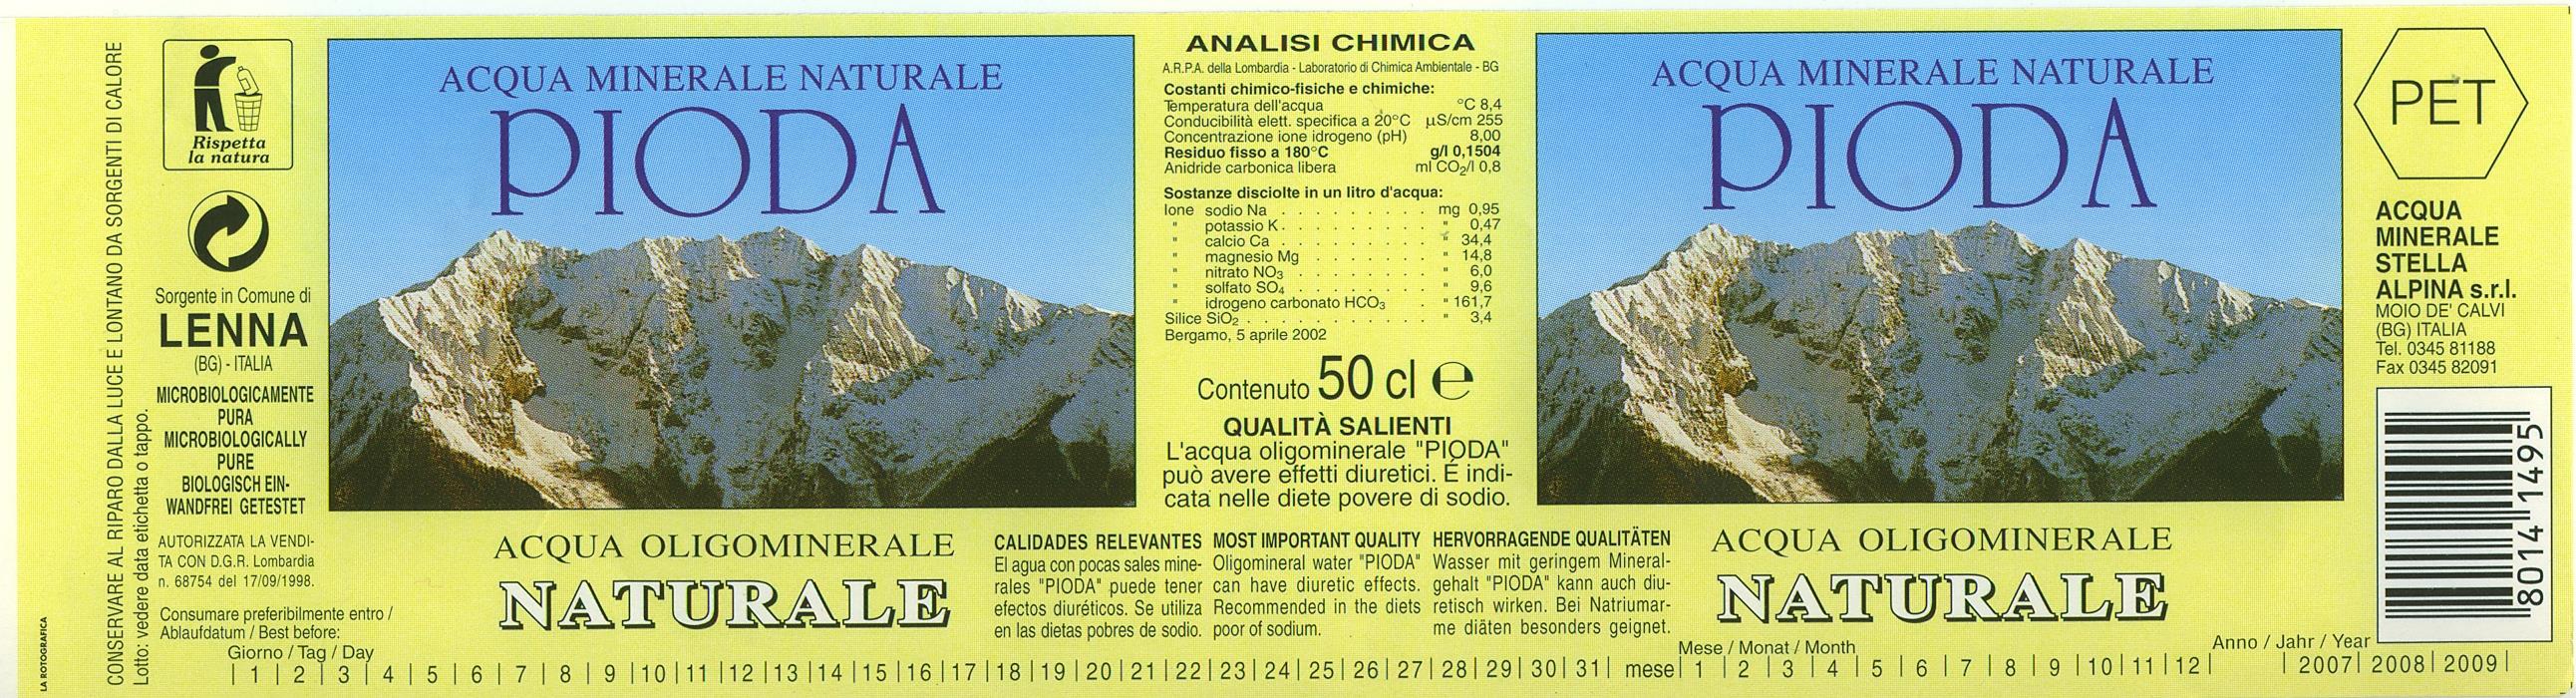 LA ROTOGRAFICA
CONSERVARE AL RIPARO DALLA LUCE E LONTANO DA SORGENTI DI CALORE
Lotto: vedere data etichetta o tappo.
Rispetta
la natura
Sorgente in Comune di
LENNA
(BG) - ITALIA
MICROBIOLOGICAMENTE
PURA
MICROBIOLOGICALLY
PURE
BIOLOGISCH EIN-
WANDFREI GETESTET
AUTORIZZATA LA VENDI-
TA CON D.G.R. Lombardia
n. 68754 del 17/09/1998.
Consumare preferibilmente entro /
Ablaufdatum / Best before:
Giorno / Tag / Day
ACQUA MINERALE NATURALE
PIODA
ACQUA OLIGOMINERALE
NATURALE
ANALISI CHIMICA
A.R.P.A. della Lombardia - Laboratorio di Chimica Ambientale - BG
Costanti chimico-fisiche e chimiche:
Temperatura dell'acqua °C 8,4
Conducibilità elett. specifica a 20°C µS/cm 255
Concentrazione ione idrogeno (pH) 8,00
Residuo fisso a 180°C g/l 0,1504
Anidride carbonica libera ml CO₂/l 0,8
Sostanze disciolte in un litro d'acqua:
Ione sodio Na . . . . . . . . . . mg 0,95
" potassio K . . . . . . . . . " 0,47
" calcio Ca . . . . . . . . . . " 34,4
" magnesio Mg . . . . . . . " 14,8
" nitrato NO₃ . . . . . . . . " 6,0
" solfato SO₄ . . . . . . . . " 9,6
" idrogeno carbonato HCO₃ . " 161,7
Silice SiO₂ . . . . . . . . . . . . " 3,4
Bergamo, 5 aprile 2002
Contenuto 50 cl ℮
QUALITÀ SALIENTI
L'acqua oligominerale "PIODA"
può avere effetti diuretici. È indi-
cata nelle diete povere di sodio.
CALIDADES RELEVANTES
El agua con pocas sales mine-
rales "PIODA" puede tener
efectos diuréticos. Se utiliza
en las dietas pobres de sodio.
MOST IMPORTANT QUALITY
Oligomineral water "PIODA"
can have diuretic effects.
Recommended in the diets
poor of sodium.
HERVORRAGENDE QUALITÄTEN
Wasser mit geringem Mineral-
gehalt "PIODA" kann auch diu-
retisch wirken. Bei Natriumar-
me diäten besonders geignet.
ACQUA MINERALE NATURALE
PIODA
ACQUA OLIGOMINERALE
NATURALE
PET
ACQUA
MINERALE
STELLA
ALPINA s.r.l.
MOIO DE' CALVI
(BG) ITALIA
Tel. 0345 81188
Fax 0345 82091
8014 1495
Mese / Monat / Month
Anno / Jahr / Year
| 1 | 2 | 3 | 4 | 5 | 6 | 7 | 8 | 9 |10|11|12|13|14|15|16|17|18|19|20|21|22|23|24|25|26|27|28|29|30|31| mese| 1 | 2 | 3 | 4 | 5 | 6 | 7 | 8 | 9 |10|11|12| | 2007| 2008| 2009|